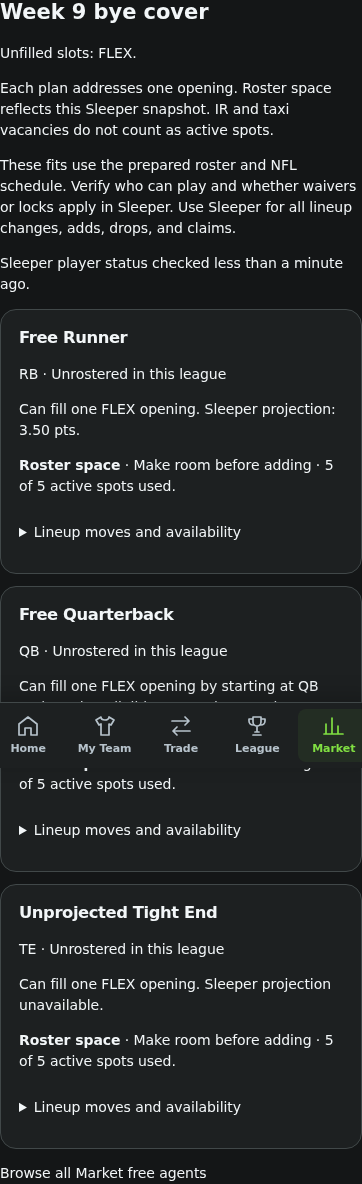 Week 9 bye cover
Unfilled slots: FLEX.
Each plan addresses one opening. Roster space
reflects this Sleeper snapshot. IR and taxi
vacancies do not count as active spots.
These fits use the prepared roster and NFL
schedule. Verify who can play and whether waivers
or locks apply in Sleeper. Use Sleeper for all lineup
changes, adds, drops, and claims.
Sleeper player status checked less than a minute
ago.
Free Runner
RB · Unrostered in this league
Can fill one FLEX opening. Sleeper projection:
3.50 pts.
Roster space · Make room before adding · 5
of 5 active spots used.
▶ Lineup moves and availability
Free Quarterback
QB · Unrostered in this league
Can fill one FLEX opening by starting at QB
Home My Team Trade League Market
of 5 active spots used.
▶ Lineup moves and availability
Unprojected Tight End
TE · Unrostered in this league
Can fill one FLEX opening. Sleeper projection
unavailable.
Roster space · Make room before adding · 5
of 5 active spots used.
▶ Lineup moves and availability
Browse all Market free agents